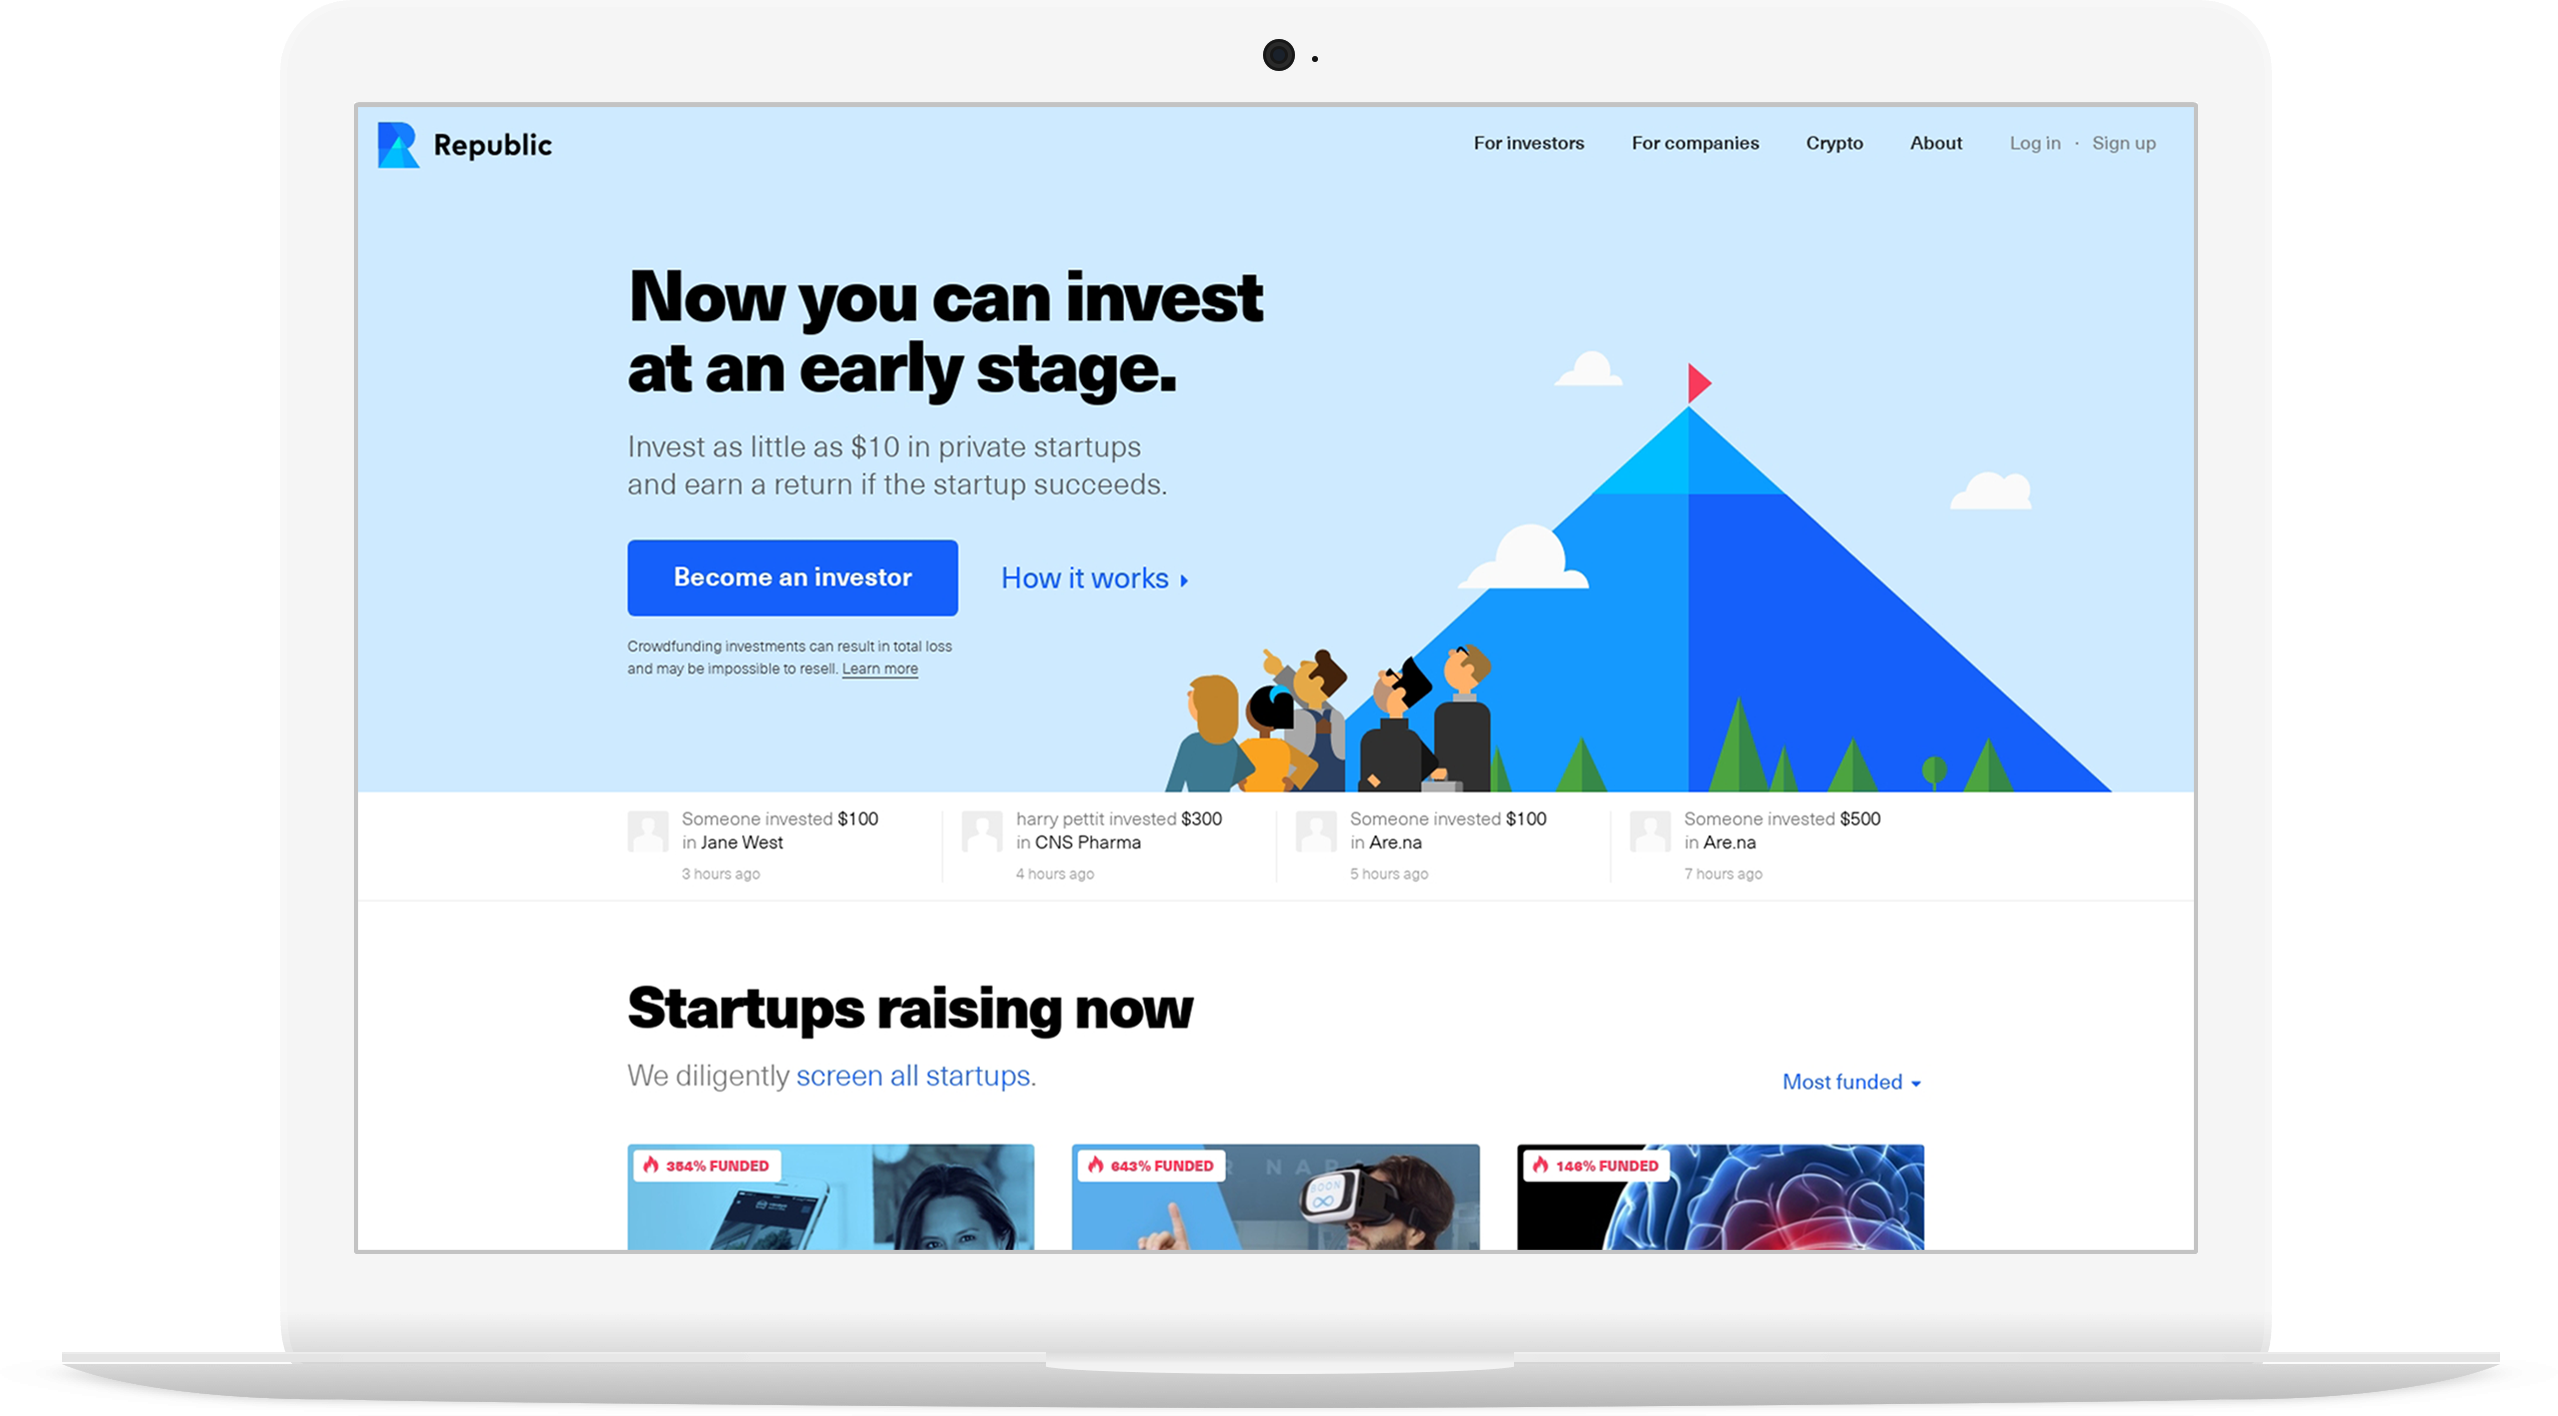 Republic
For investors
For companies
Crypto
About
Log in · Sign up
Now you can invest
at an early stage.
Invest as little as $10 in private startups
and earn a return if the startup succeeds.
Become an investor
How it works
Crowdfunding investments can result in total loss
and may be impossible to resell. Learn more
Someone invested $100
in Jane West
3 hours ago
harry pettit invested $300
in CNS Pharma
4 hours ago
Someone invested $100
in Are.na
5 hours ago
Someone invested $500
in Are.na
7 hours ago
Startups raising now
We diligently screen all startups.
Most funded
354% FUNDED
643% FUNDED
BOON
146% FUNDED